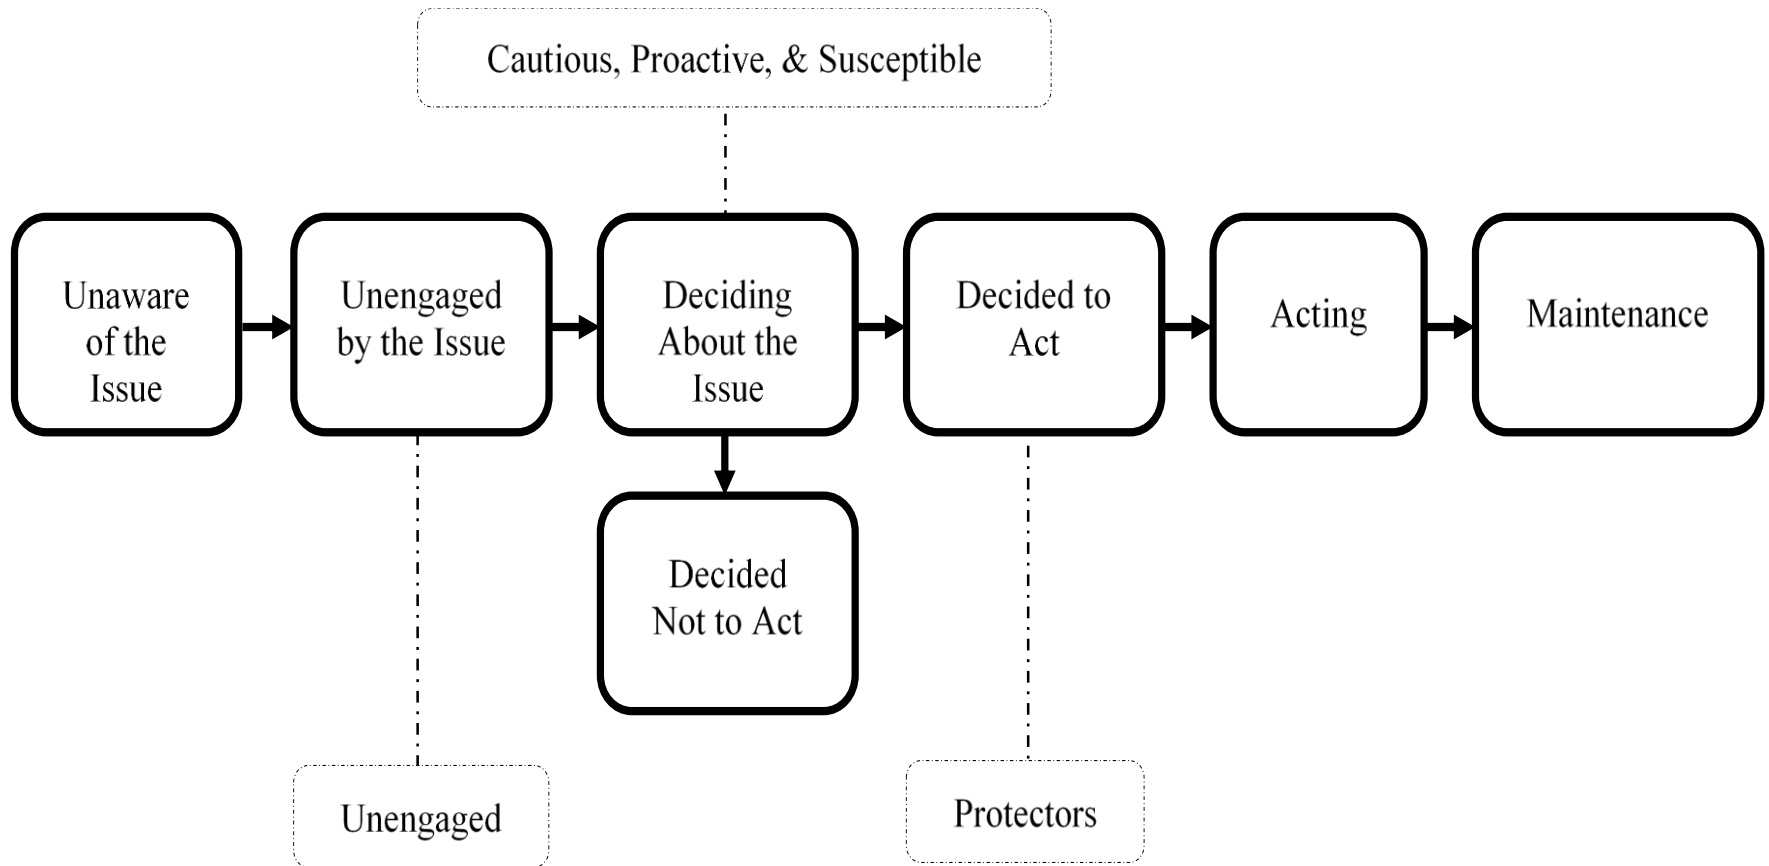 Cautious, Proactive, & Susceptible
Unaware
of the
Issue
Unengaged
by the Issue
Deciding
About the
Issue
Decided to
Act
Acting
Maintenance
Decided
Not to Act
Unengaged
Protectors